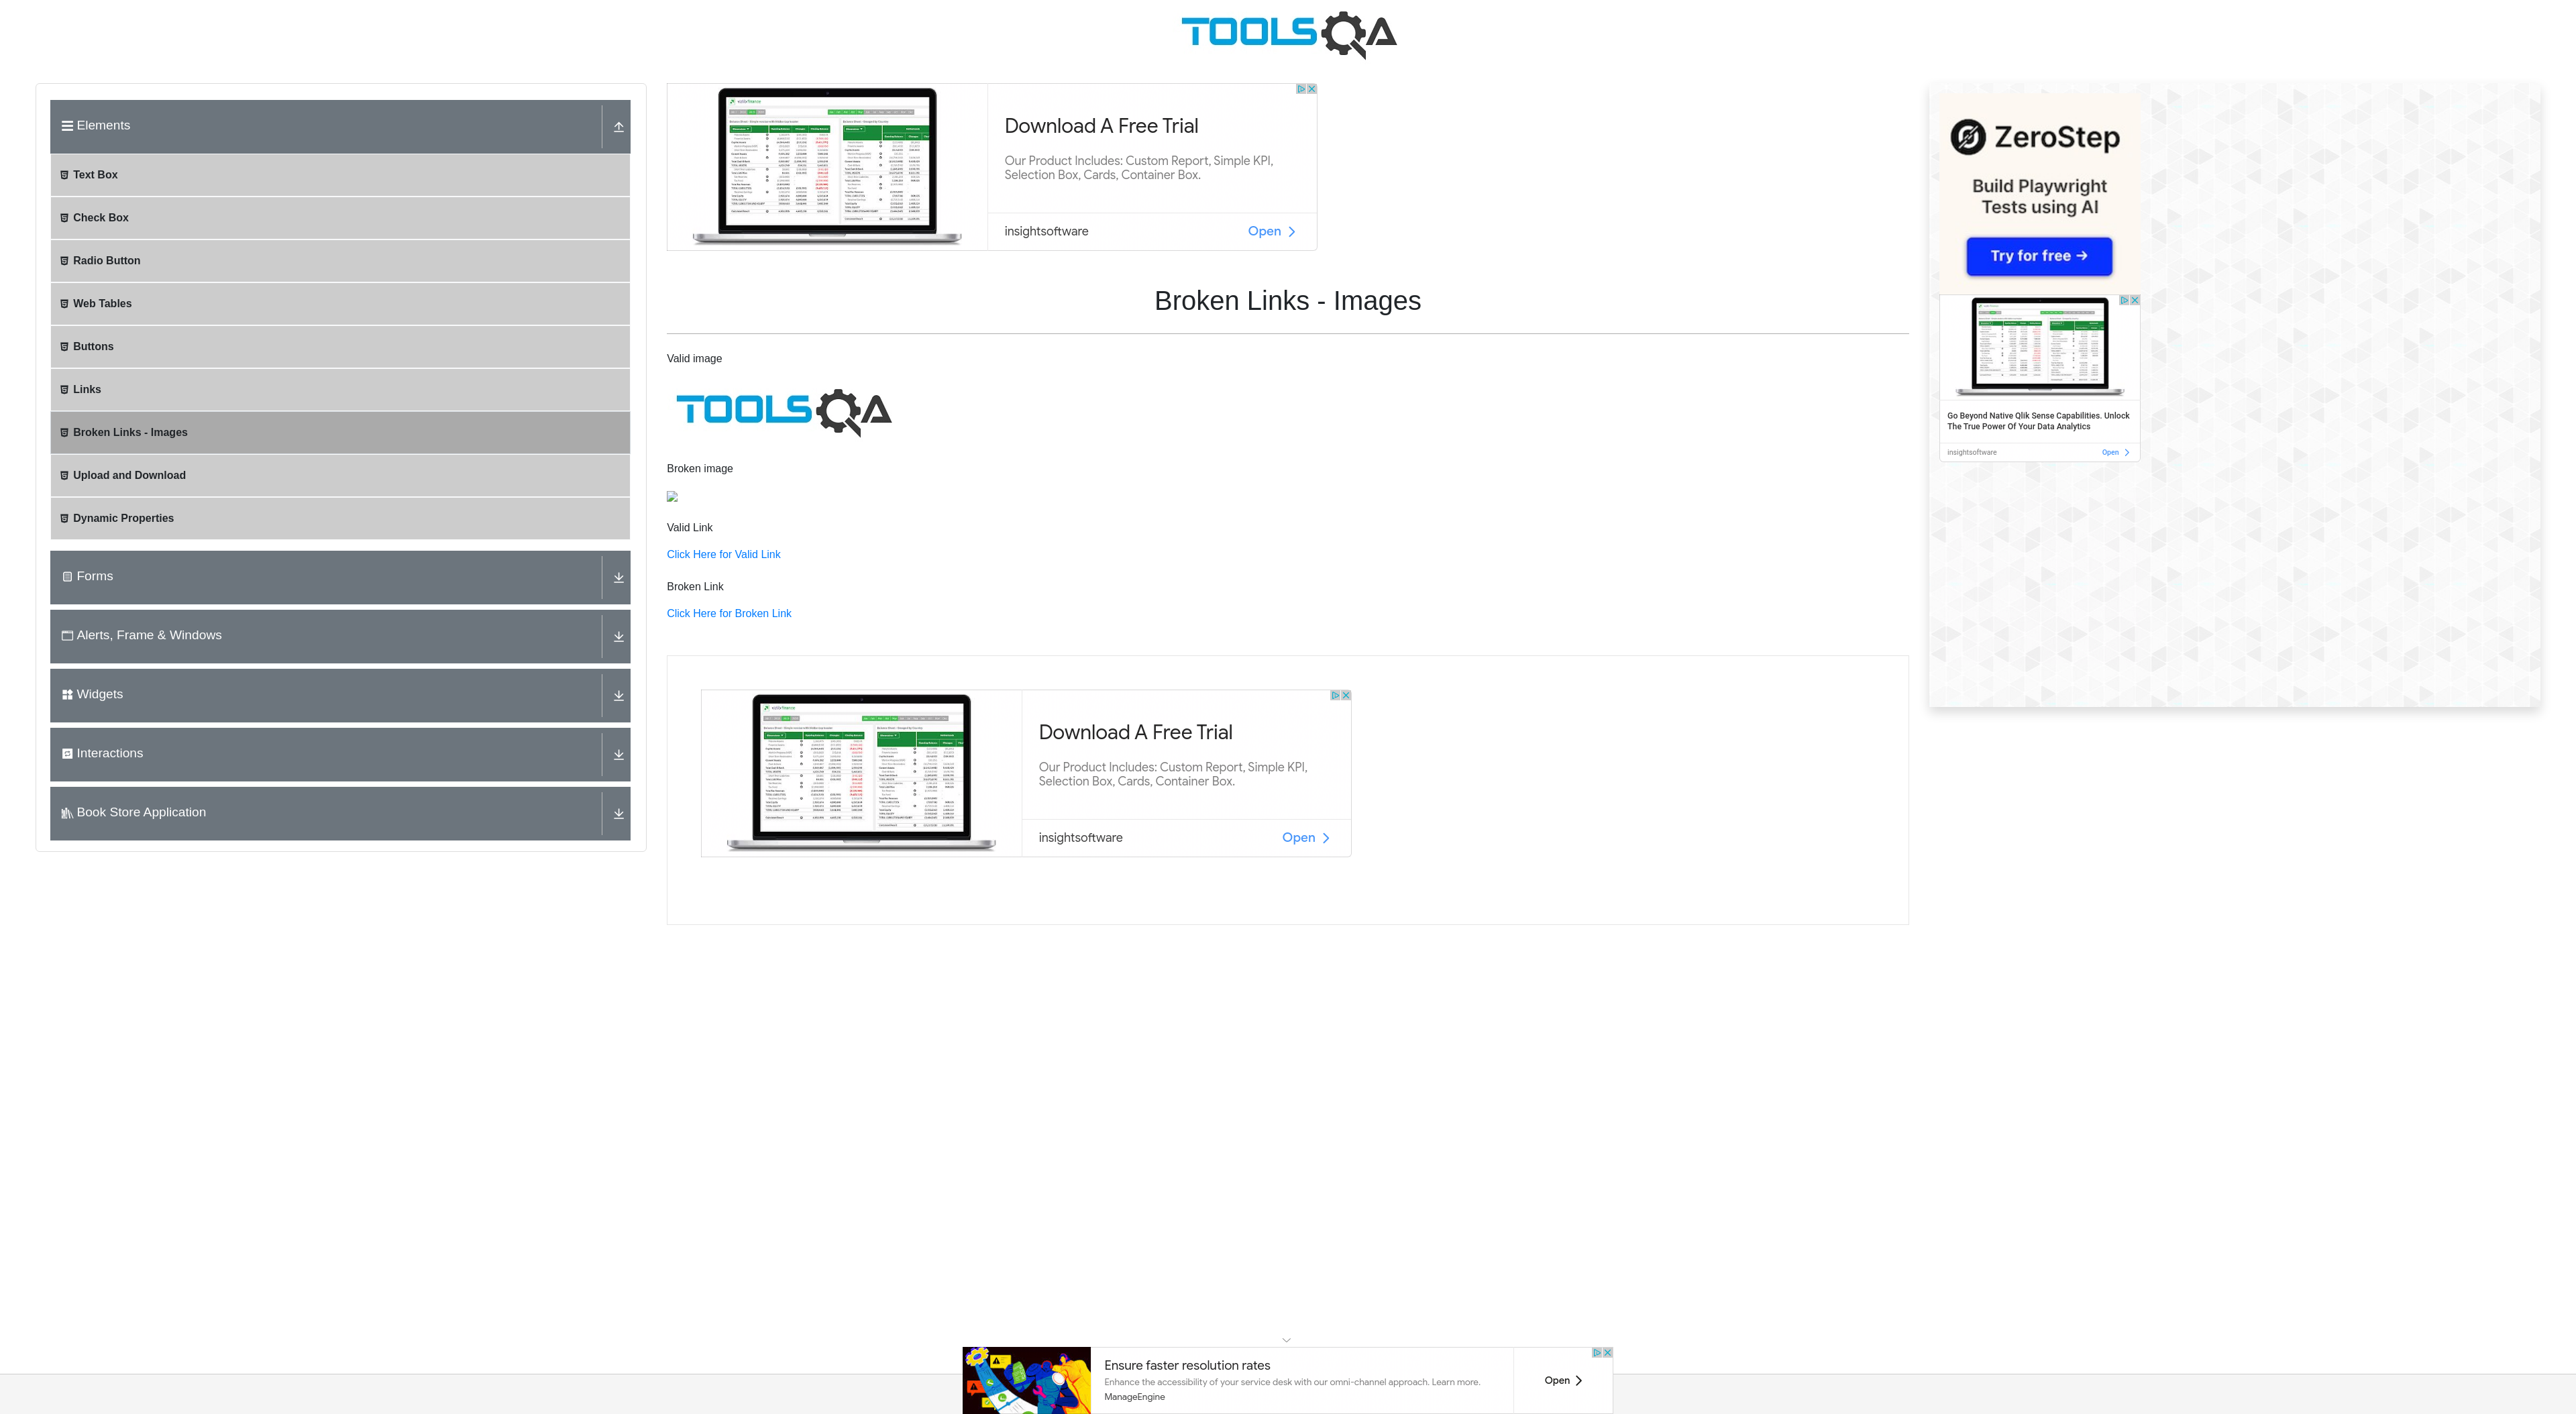 TOOLSQA
Elements
Text Box
Check Box
Radio Button
Web Tables
Buttons
Links
Broken Links - Images
Upload and Download
Dynamic Properties
Forms
Alerts, Frame & Windows
Widgets
Interactions
Book Store Application
Download A Free Trial
Our Product Includes: Custom Report, Simple KPI,
Selection Box, Cards, Container Box.
insightsoftware
Open
Broken Links - Images
Valid image
TOOLSQA
Broken image
Valid Link
Click Here for Valid Link
Broken Link
Click Here for Broken Link
Download A Free Trial
Our Product Includes: Custom Report, Simple KPI,
Selection Box, Cards, Container Box.
insightsoftware
Open
ZeroStep
Build Playwright
Tests using AI
Try for free →
Go Beyond Native Qlik Sense Capabilities. Unlock
The True Power Of Your Data Analytics
insightsoftware
Open
Ensure faster resolution rates
Enhance the accessibility of your service desk with our omni-channel approach. Learn more.
ManageEngine
Open